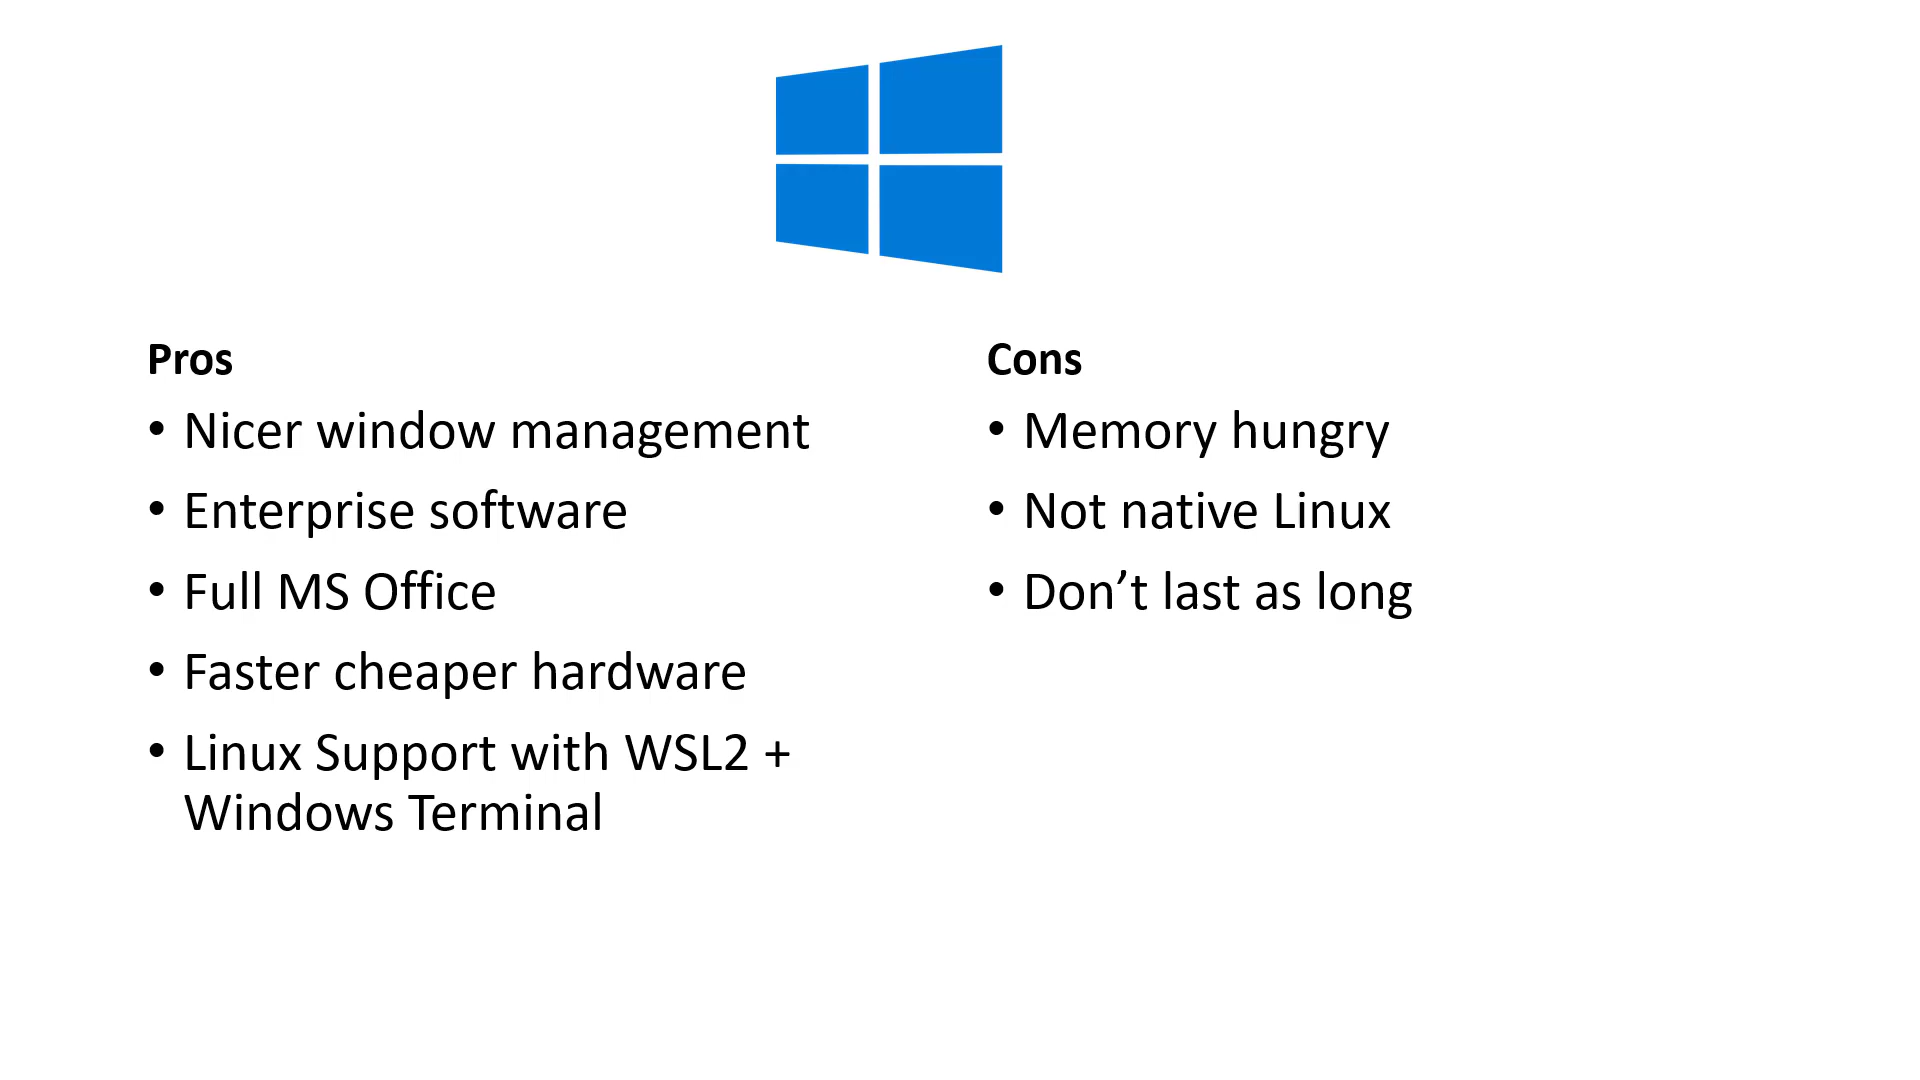 Pros
• Nicer window management
• Enterprise software
• Full MS Office
• Faster cheaper hardware
• Linux Support with WSL2 +
Windows Terminal
Cons
• Memory hungry
• Not native Linux
• Don’t last as long